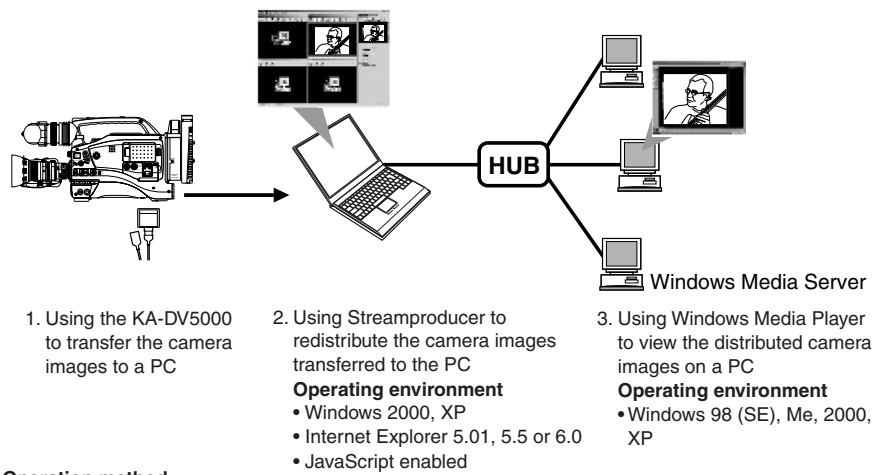 HUB
Windows Media Server
1. Using the KA-DV5000
to transfer the camera
images to a PC
2. Using Streamproducer to
redistribute the camera images
transferred to the PC
Operating environment
• Windows 2000, XP
• Internet Explorer 5.01, 5.5 or 6.0
• JavaScript enabled
3. Using Windows Media Player
to view the distributed camera
images on a PC
Operating environment
• Windows 98 (SE), Me, 2000,
XP
Operation method